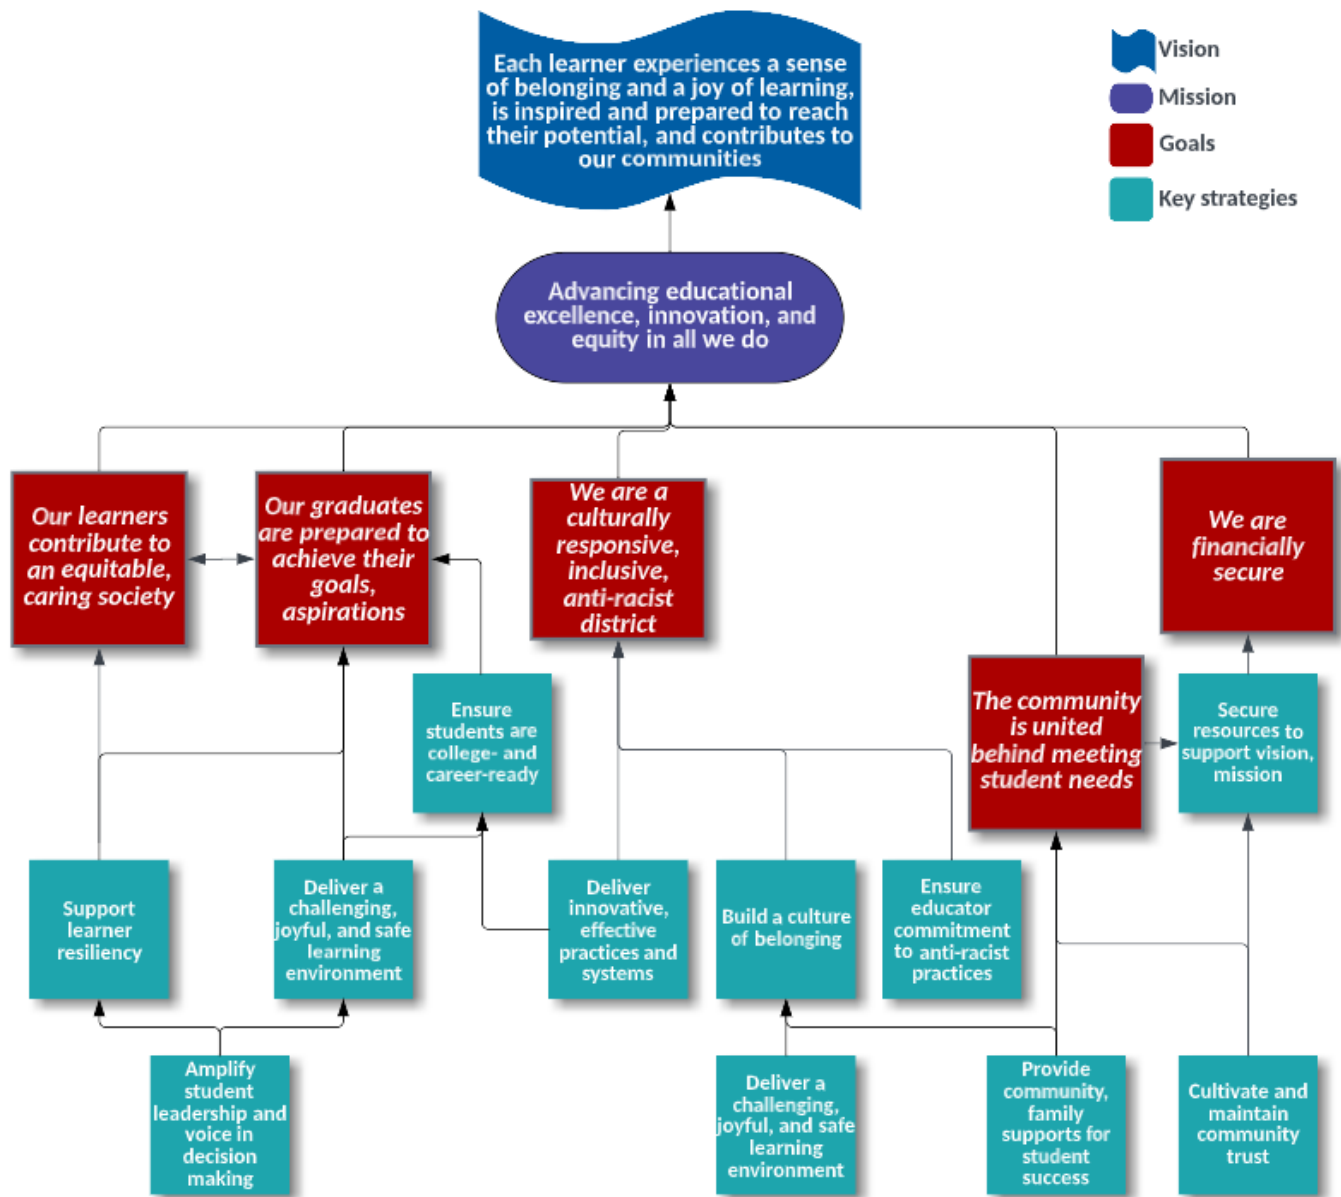 Each learner experiences a sense
of belonging and a joy of learning,
is inspired and prepared to reach
their potential, and contributes to
our communities
Vision
Mission
Goals
Key strategies
Advancing educational
excellence, innovation, and
equity in all we do
Our learners
contribute to
an equitable,
caring society
Our graduates
are prepared to
achieve their
goals,
aspirations
We are a
culturally
responsive,
inclusive,
anti-racist
district
We are
financially
secure
Ensure
students are
college- and
career-ready
The community
is united
behind meeting
student needs
Secure
resources to
support vision,
mission
Support
learner
resiliency
Deliver a
challenging,
joyful, and safe
learning
environment
Deliver
innovative,
effective
practices and
systems
Build a culture
of belonging
Ensure
educator
commitment
to anti-racist
practices
Amplify
student
leadership and
voice in
decision
making
Deliver a
challenging,
joyful, and safe
learning
environment
Provide
community,
family
supports for
student
success
Cultivate and
maintain
community
trust